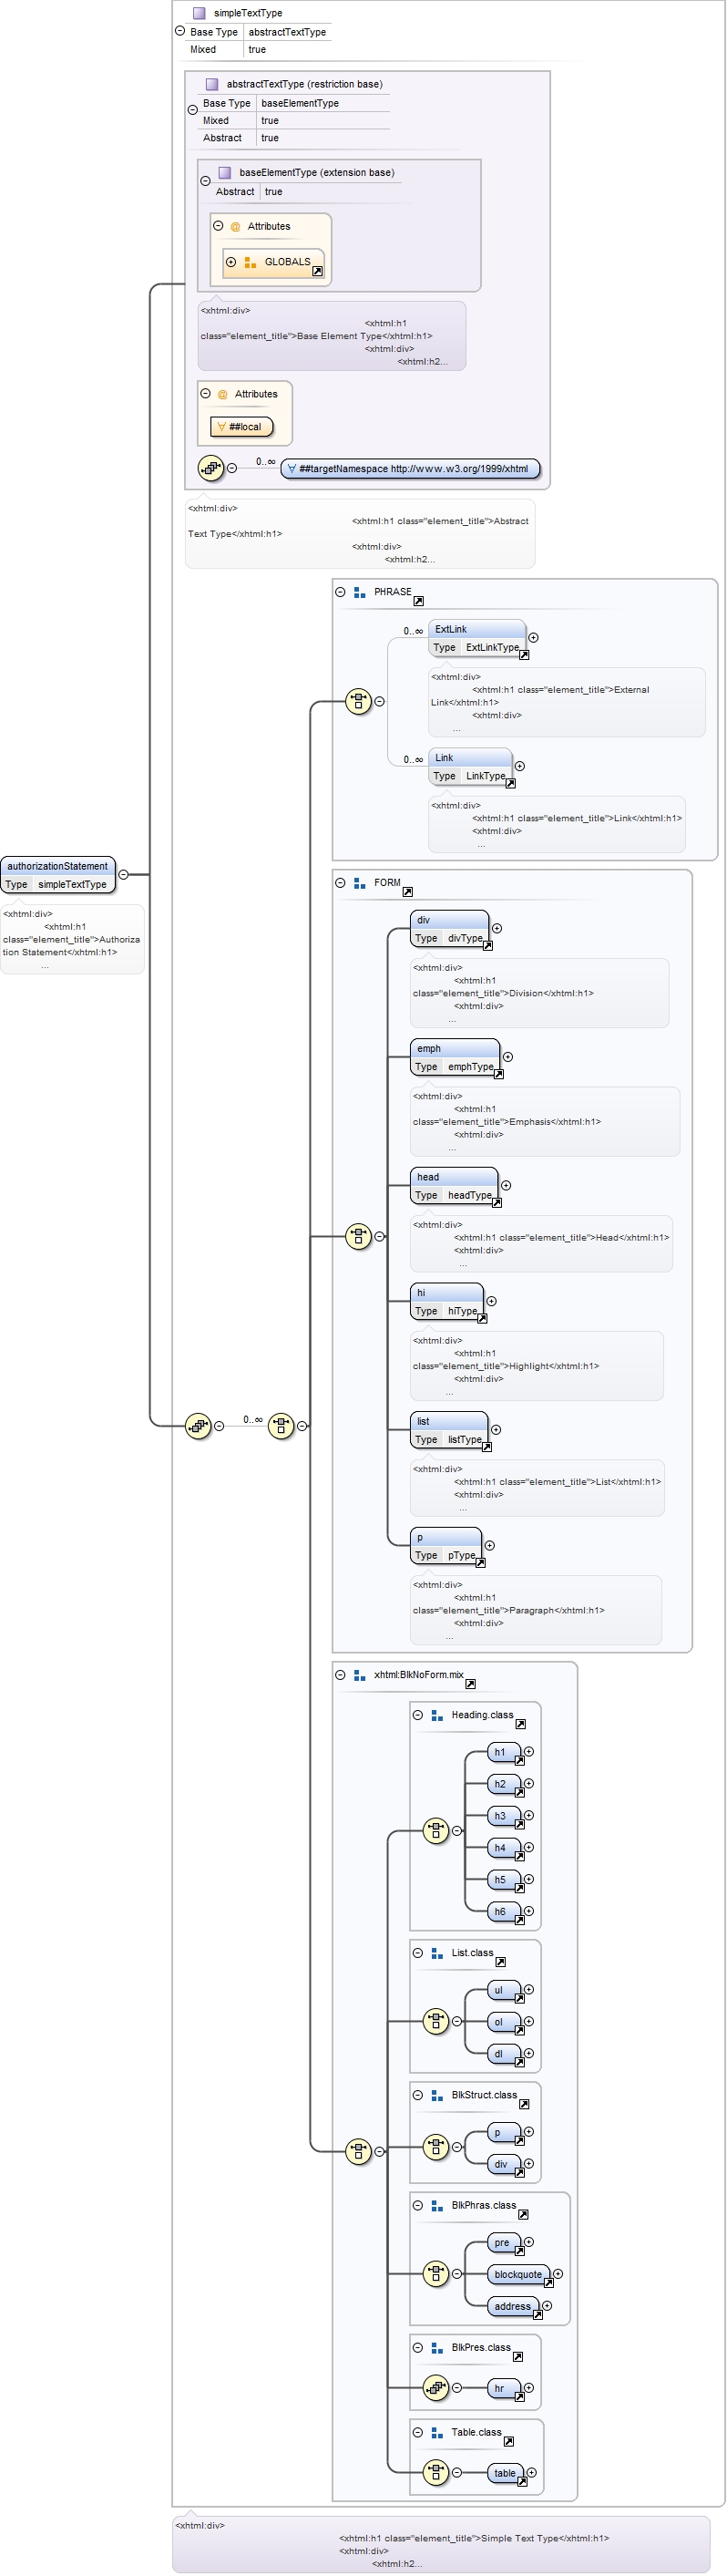 simpleTextType
Base Type abstractTextType
Mixed true
abstractTextType (restriction base)
Base Type baseElementType
Mixed true
Abstract true
baseElementType (extension base)
Abstract true
@ Attributes
GLOBALS
<xhtml:div>
<xhtml:h1
class="element_title">Base Element Type</xhtml:h1>
<xhtml:div>
<xhtml:h2...
@ Attributes
##local
0..∞
##targetNamespace http://www.w3.org/1999/xhtml
<xhtml:div>
<xhtml:h1 class="element_title">Abstract
Text Type</xhtml:h1>
<xhtml:div>
<xhtml:h2...
PHRASE
0..∞
ExtLink
Type ExtLinkType
<xhtml:div>
<xhtml:h1 class="element_title">External
Link</xhtml:h1>
<xhtml:div>
...
0..∞
Link
Type LinkType
<xhtml:div>
<xhtml:h1 class="element_title">Link</xhtml:h1>
<xhtml:div>
...
authorizationStatement
Type simpleTextType
<xhtml:div>
<xhtml:h1
class="element_title">Authoriza
tion Statement</xhtml:h1>
...
FORM
div
Type divType
<xhtml:div>
<xhtml:h1
class="element_title">Division</xhtml:h1>
<xhtml:div>
...
emph
Type emphType
<xhtml:div>
<xhtml:h1
class="element_title">Emphasis</xhtml:h1>
<xhtml:div>
...
head
Type headType
<xhtml:div>
<xhtml:h1 class="element_title">Head</xhtml:h1>
<xhtml:div>
...
hi
Type hiType
<xhtml:div>
<xhtml:h1
class="element_title">Highlight</xhtml:h1>
<xhtml:div>
...
0..∞
list
Type listType
<xhtml:div>
<xhtml:h1 class="element_title">List</xhtml:h1>
<xhtml:div>
...
p
Type pType
<xhtml:div>
<xhtml:h1
class="element_title">Paragraph</xhtml:h1>
<xhtml:div>
...
xhtml:BlkNoForm.mix
Heading.class
h1
h2
h3
h4
h5
h6
List.class
ul
ol
dl
BlkStruct.class
p
div
BlkPhras.class
pre
blockquote
address
BlkPres.class
hr
Table.class
table
<xhtml:div>
<xhtml:h1 class="element_title">Simple Text Type</xhtml:h1>
<xhtml:div>
<xhtml:h2...